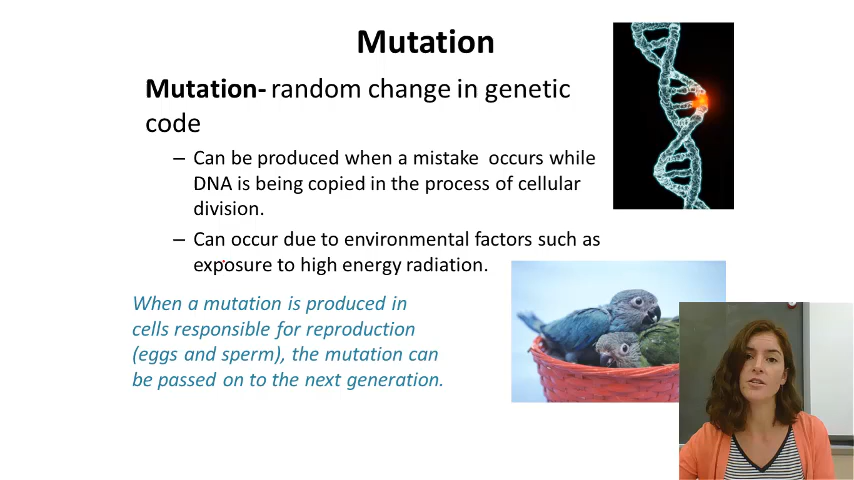 Mutation
Mutation- random change in genetic
code
– Can be produced when a mistake occurs while
DNA is being copied in the process of cellular
division.
– Can occur due to environmental factors such as
exposure to high energy radiation.
When a mutation is produced in
cells responsible for reproduction
(eggs and sperm), the mutation can
be passed on to the next generation.